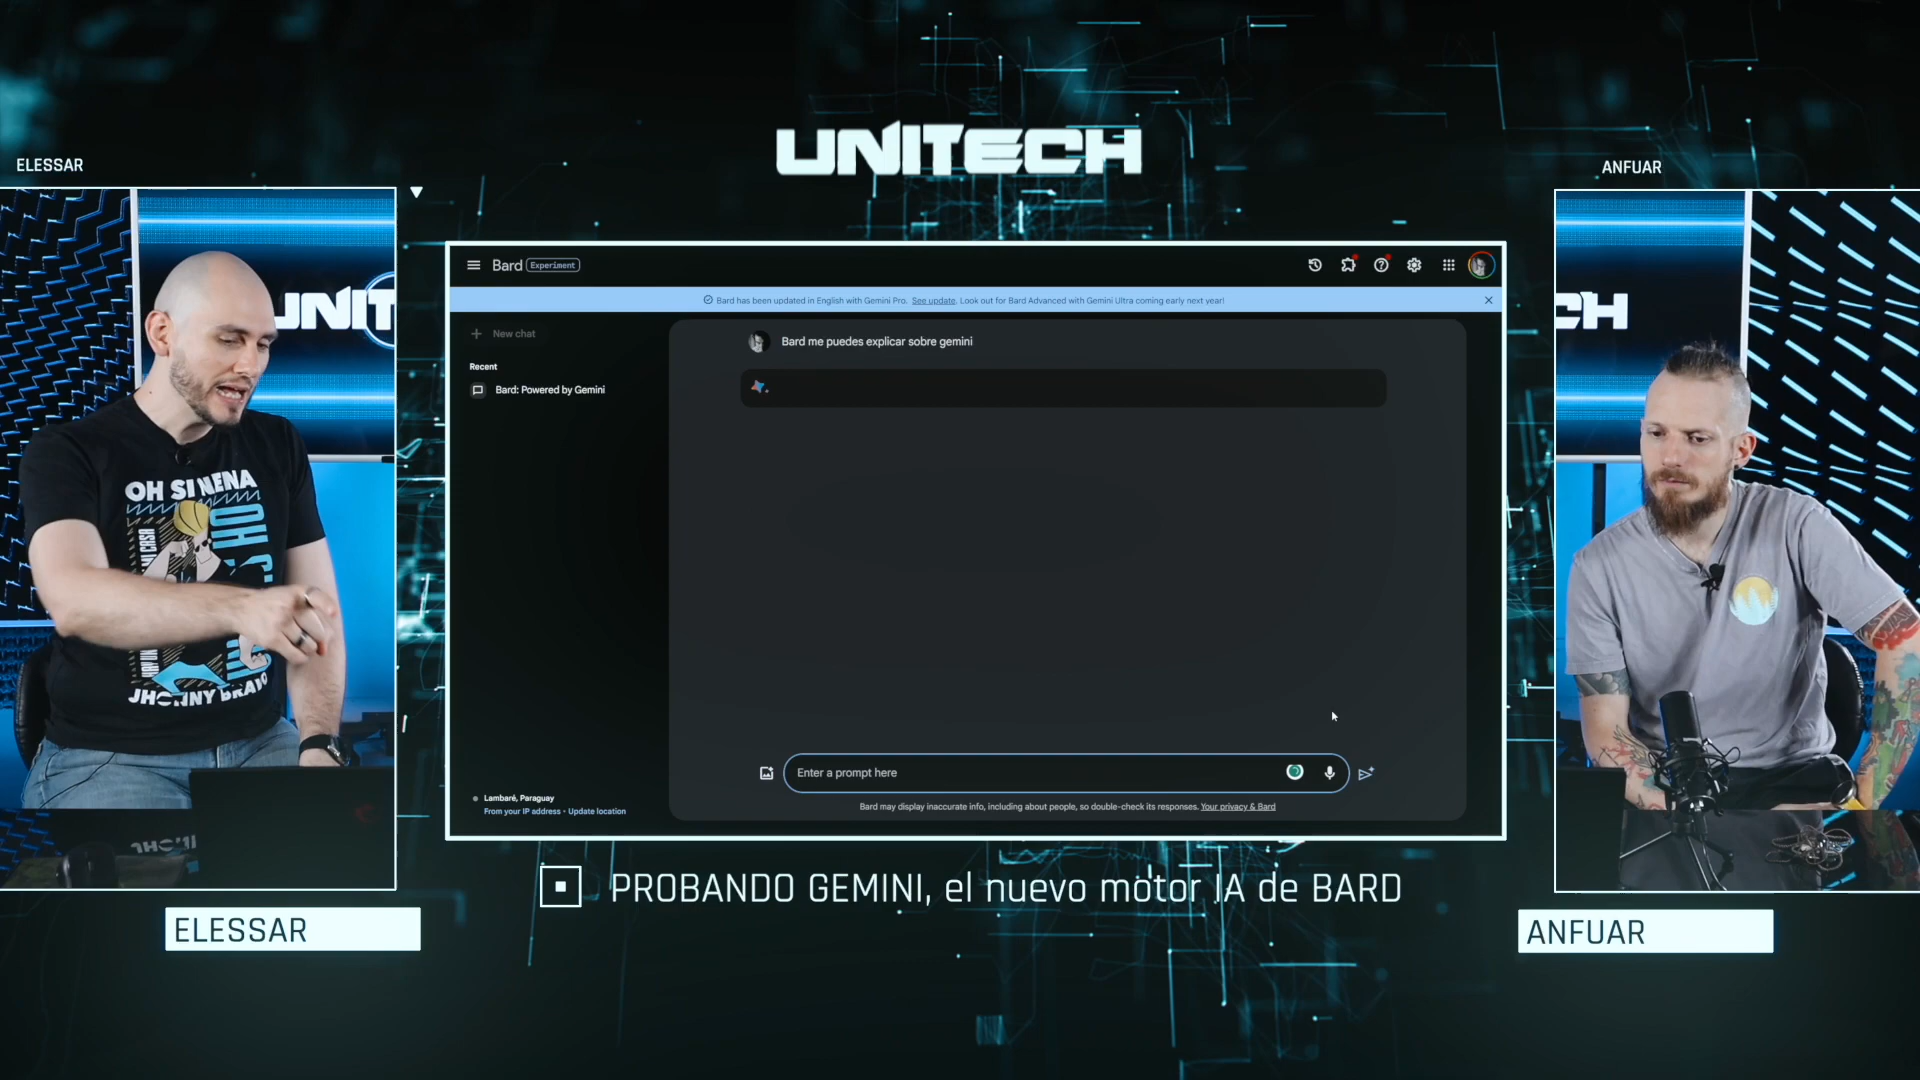 UNITECH
ELESSAR
ANFUAR
UNIT
CH
OH SI NENA
JHONNY BRAVO
Bard Experiment
Bard has been updated in English with Gemini Pro. See update. Look out for Bard Advanced with Gemini Ultra coming early next year!
New chat
Recent
Bard: Powered by Gemini
Bard me puedes explicar sobre gemini
Enter a prompt here
Lambaré, Paraguay
From your IP address • Update location
Bard may display inaccurate info, including about people, so double-check its responses. Your privacy & Bard
PROBANDO GEMINI, el nuevo motor IA de BARD
ELESSAR
ANFUAR